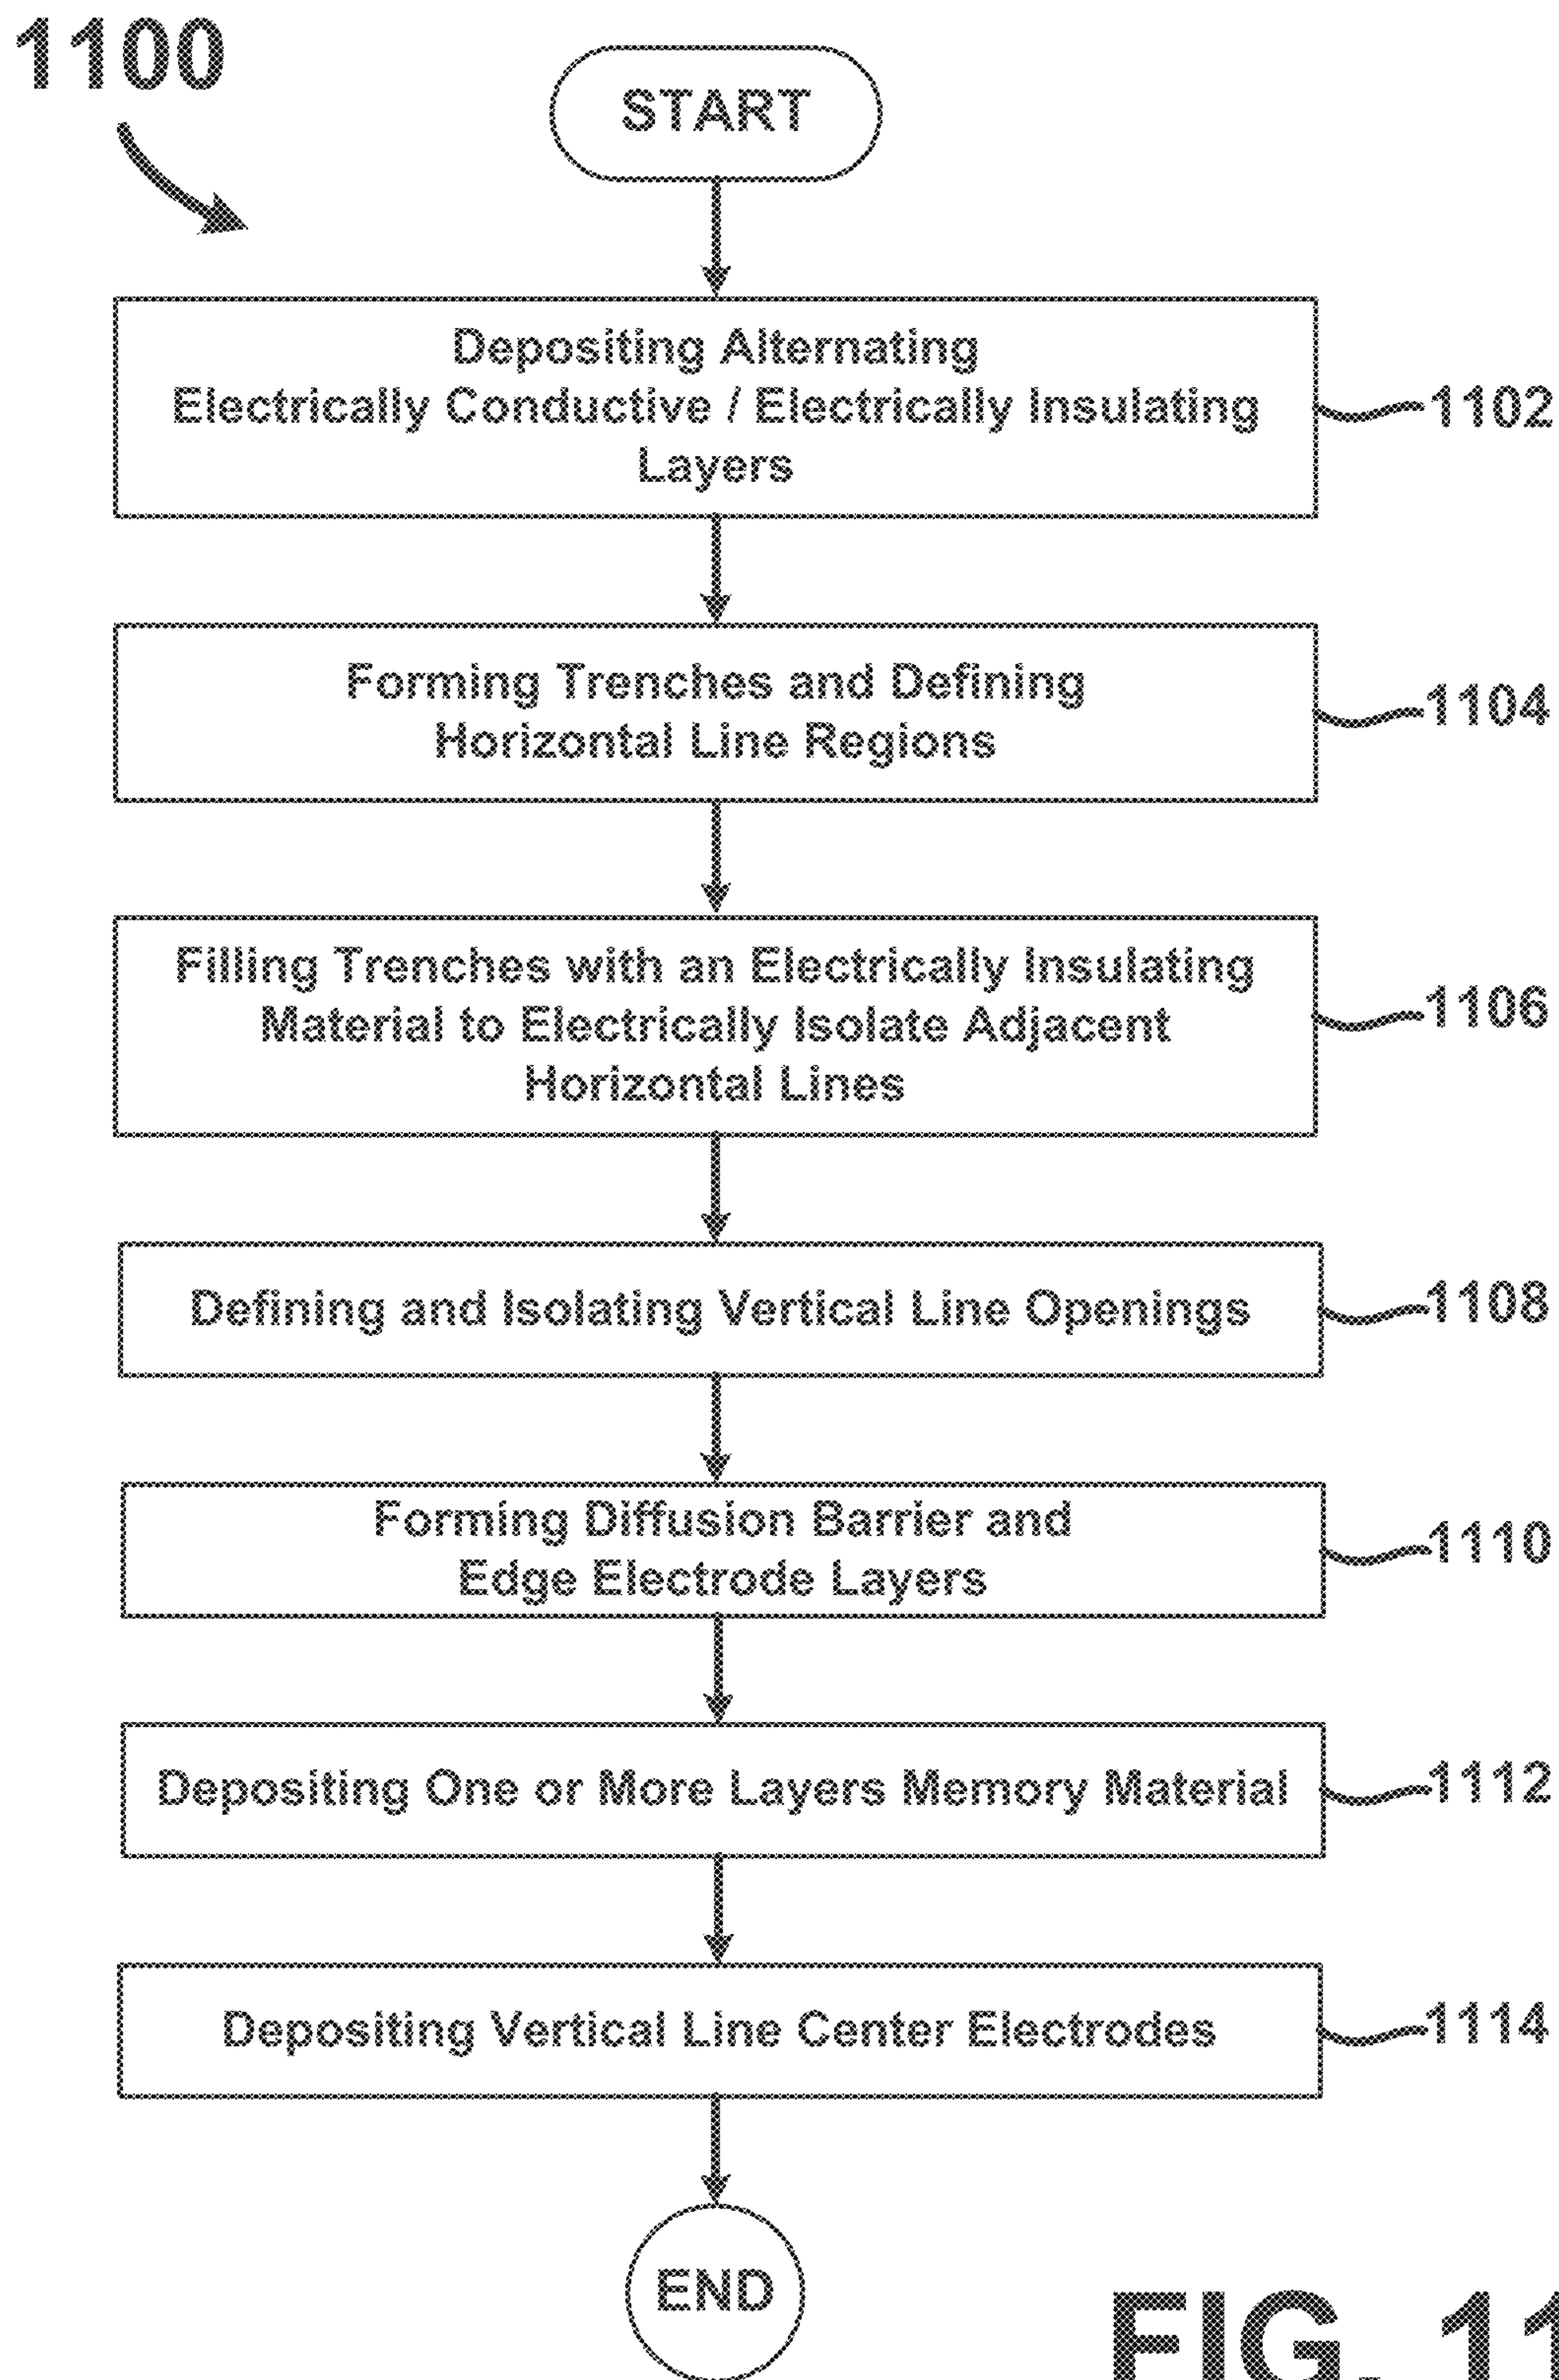 1100
START
Depositing Alternating
Electrically Conductive / Electrically Insulating
Layers
1102
Forming Trenches and Defining
Horizontal Line Regions
1104
Filling Trenches with an Electrically Insulating
Material to Electrically Isolate Adjacent
Horizontal Lines
1106
Defining and Isolating Vertical Line Openings
1108
Forming Diffusion Barrier and
Edge Electrode Layers
1110
Depositing One or More Layers Memory Material
1112
Depositing Vertical Line Center Electrodes
1114
END
FIG. 11